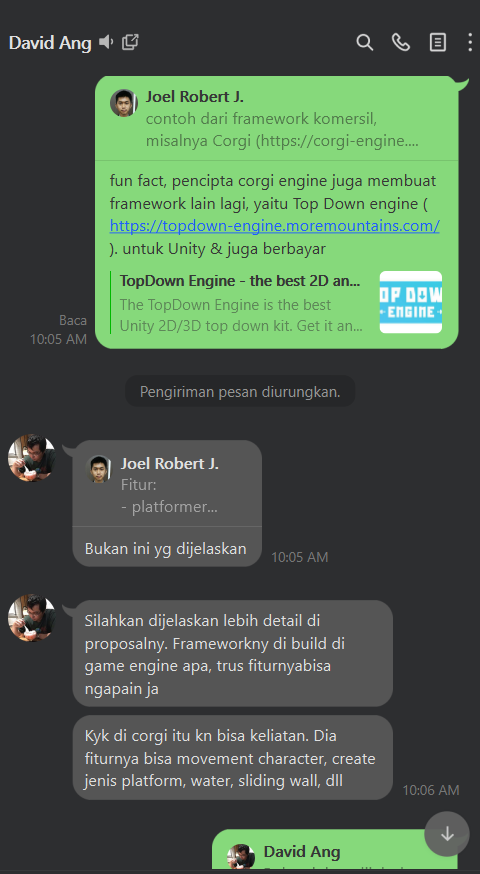 David Ang
Joel Robert J.
contoh dari framework komersil,
misalnya Corgi (https://corgi-engine....
fun fact, pencipta corgi engine juga membuat
framework lain lagi, yaitu Top Down engine (
https://topdown-engine.moremountains.com/
). untuk Unity & juga berbayar
TopDown Engine - the best 2D an...
The TopDown Engine is the best
Unity 2D/3D top down kit. Get it an...
OP DOW
ENGINE
Baca
10:05 AM
Pengiriman pesan diurungkan.
Joel Robert J.
Fitur:
- platformer...
Bukan ini yg dijelaskan
10:05 AM
Silahkan dijelaskan lebih detail di
proposalny. Frameworkny di build di
game engine apa, trus fiturnyabisa
ngapain ja
Kyk di corgi itu kn bisa keliatan. Dia
fiturnya bisa movement character, create
jenis platform, water, sliding wall, dll
10:06 AM
David Ang